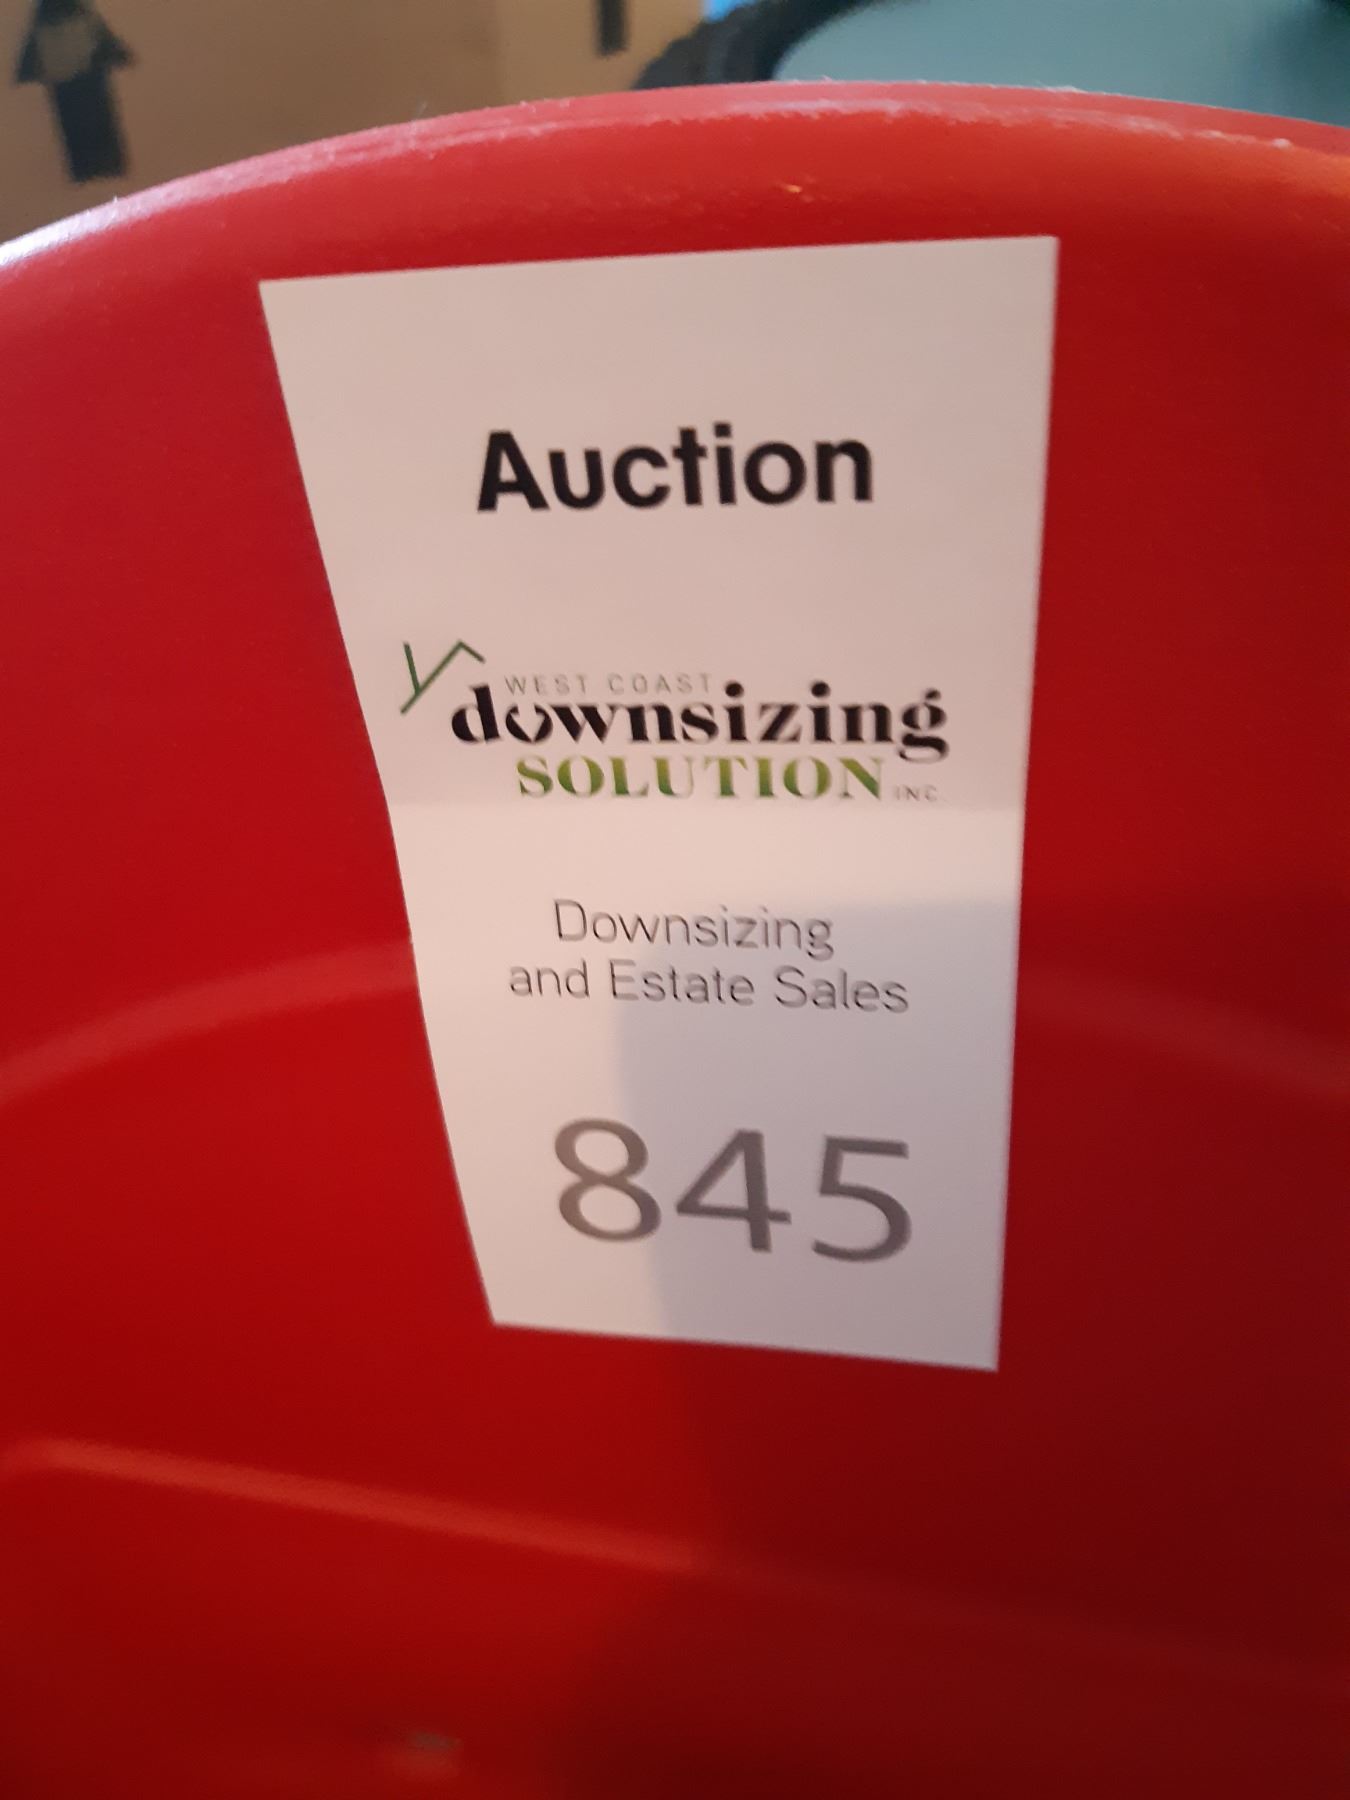 Auction
WEST COAST
downsizing
SOLUTION INC.
Downsizing
and Estate Sales
845